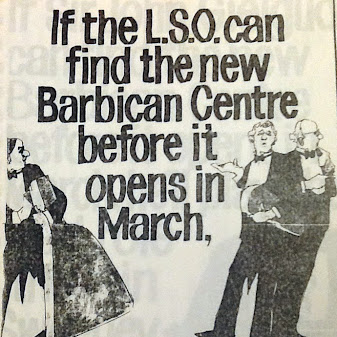 If the L.S.O. can
find the new
Barbican Centre
before it
opens in
March,